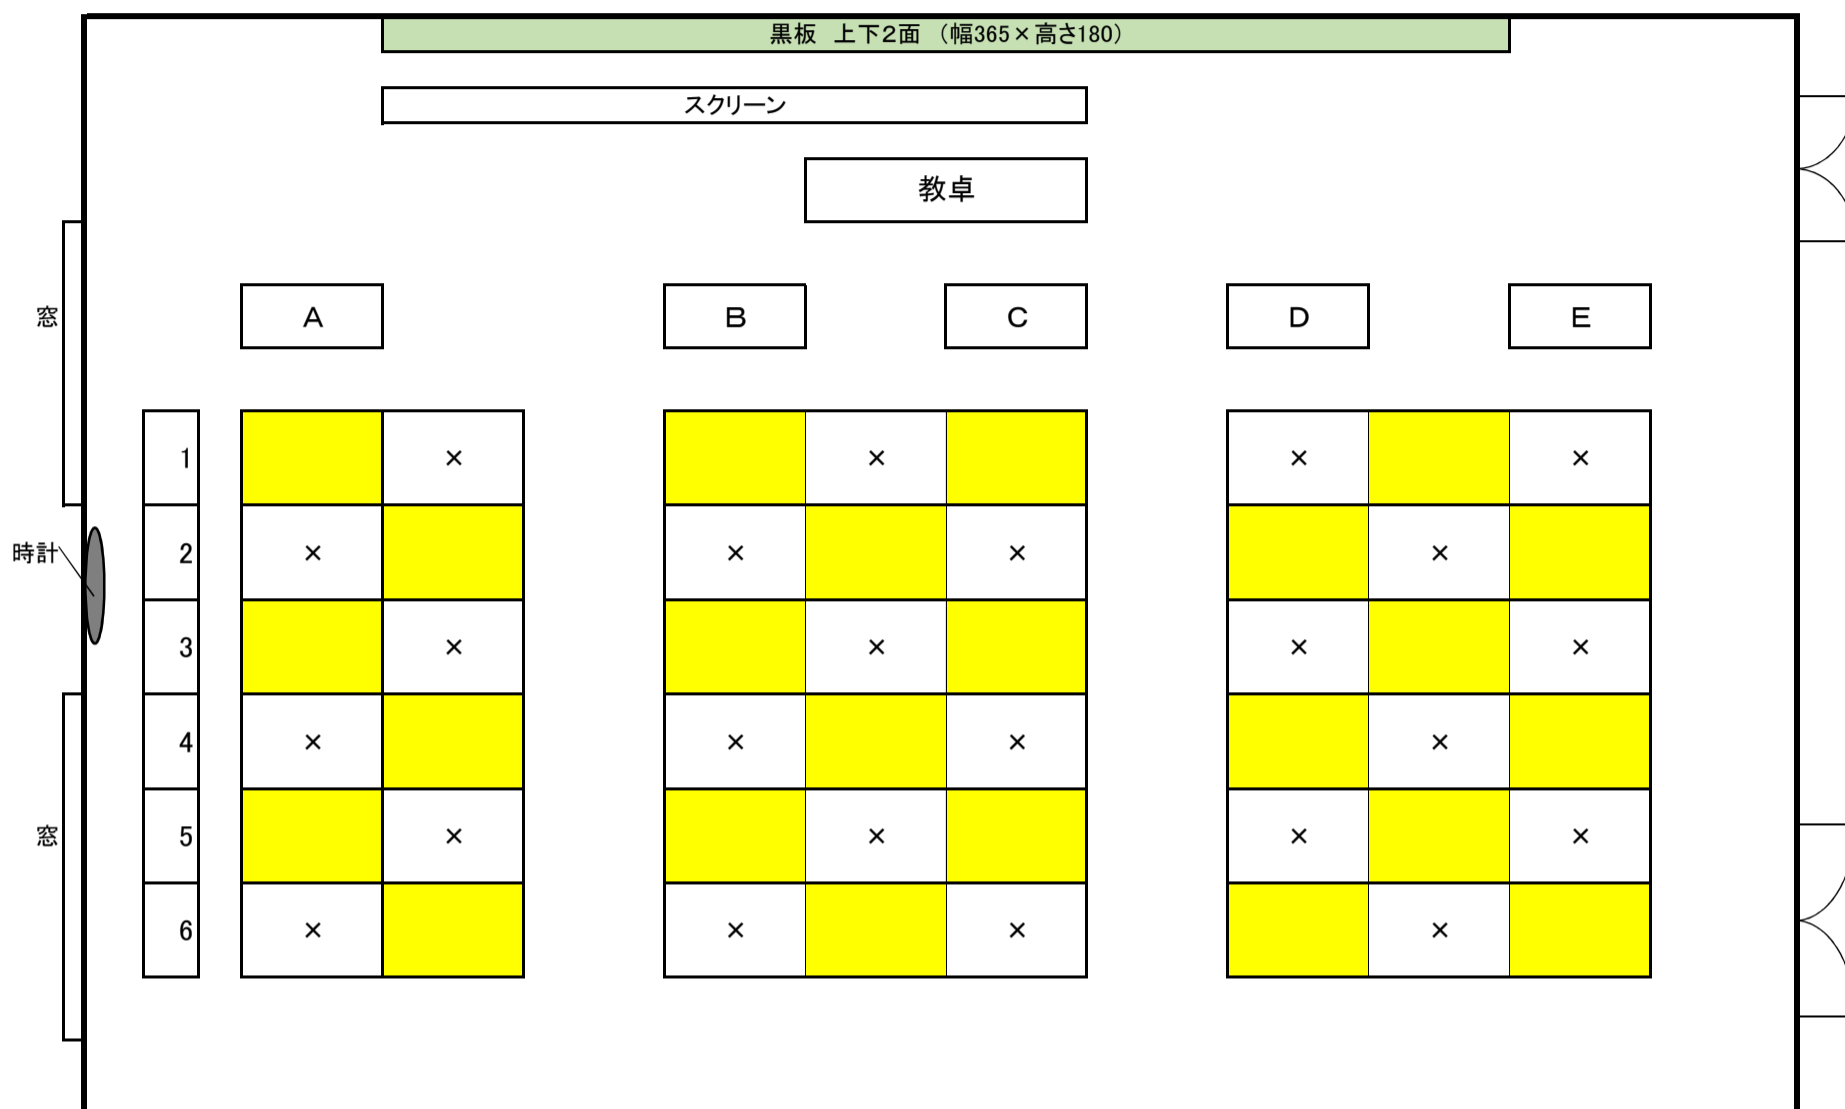 黒板　上下２面　（幅365×高さ180）
スクリーン
教卓
窓
A B C D E
1 × × × ×
時計
2 × × × ×
3 × × × ×
4 × × × ×
窓
5 × × × ×
6 × × × ×